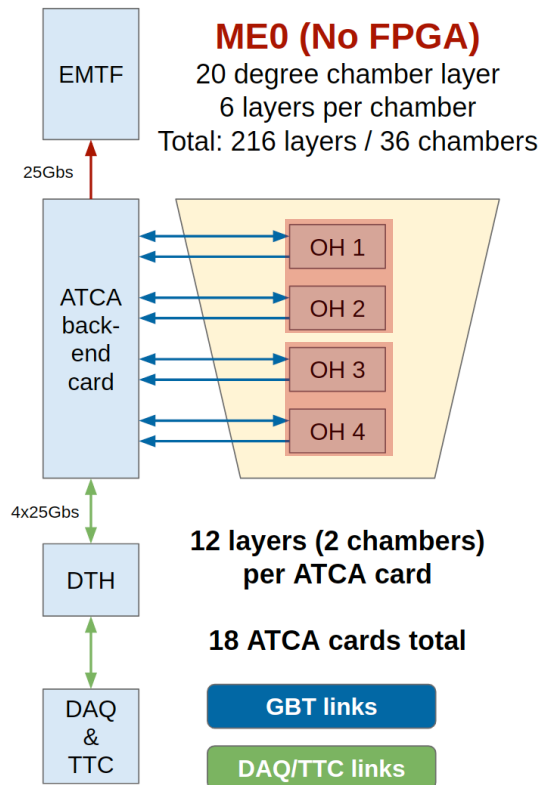 ME0 (No FPGA)
20 degree chamber layer
6 layers per chamber
Total: 216 layers / 36 chambers
EMTF
25Gbs
ATCA
back-
end
card
OH 1
OH 2
OH 3
OH 4
4x25Gbs
DTH
12 layers (2 chambers)
per ATCA card
18 ATCA cards total
DAQ
&
TTC
GBT links
DAQ/TTC links